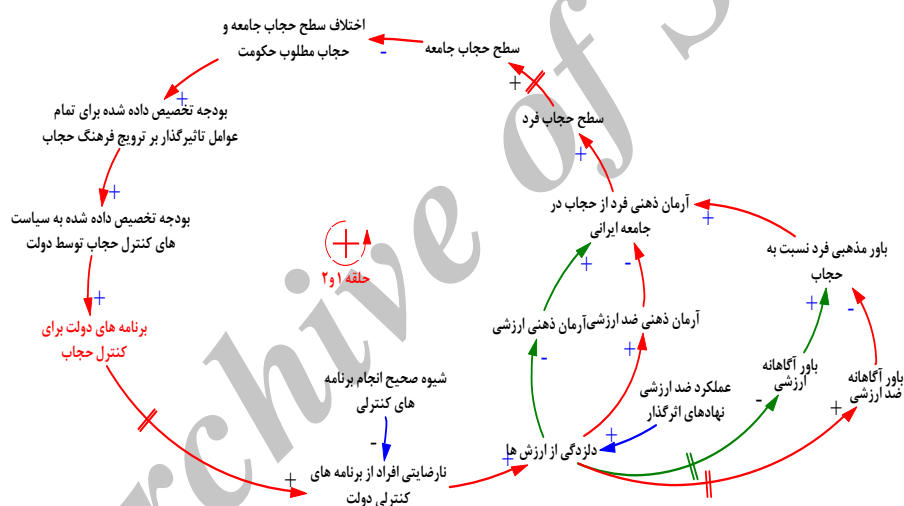 اختلاف سطح حجاب جامعه و
حجاب مطلوب حکومت
سطح حجاب جامعه
-
+
بودجه تخصیص داده شده برای تمام
عوامل تاثیرگذار بر ترویج فرهنگ حجاب
+
سطح حجاب فرد
+
+
بودجه تخصیص داده شده به سیاست
های کنترل حجاب توسط دولت
آرمان ذهنی فرد از حجاب در
جامعه ایرانی
+
باور مذهبی فرد نسبت به
حجاب
+
حلقه ۱ و۲
+
-
+
برنامه های دولت برای
کنترل حجاب
+
-
آرمان ذهنی ضد ارزشی
آرمان ذهنی ارزشی
+
-
شیوه صحیح انجام برنامه
های کنترلی
عملکرد ضد ارزشی
نهادهای اثرگذار
باور آگاهانه
ارزشی
باور آگاهانه
ضد ارزشی
-
+
-
+
دلزدگی از ارزش ها
+
نارضایتی افراد از برنامه های
کنترلی دولت
+
Archive of S